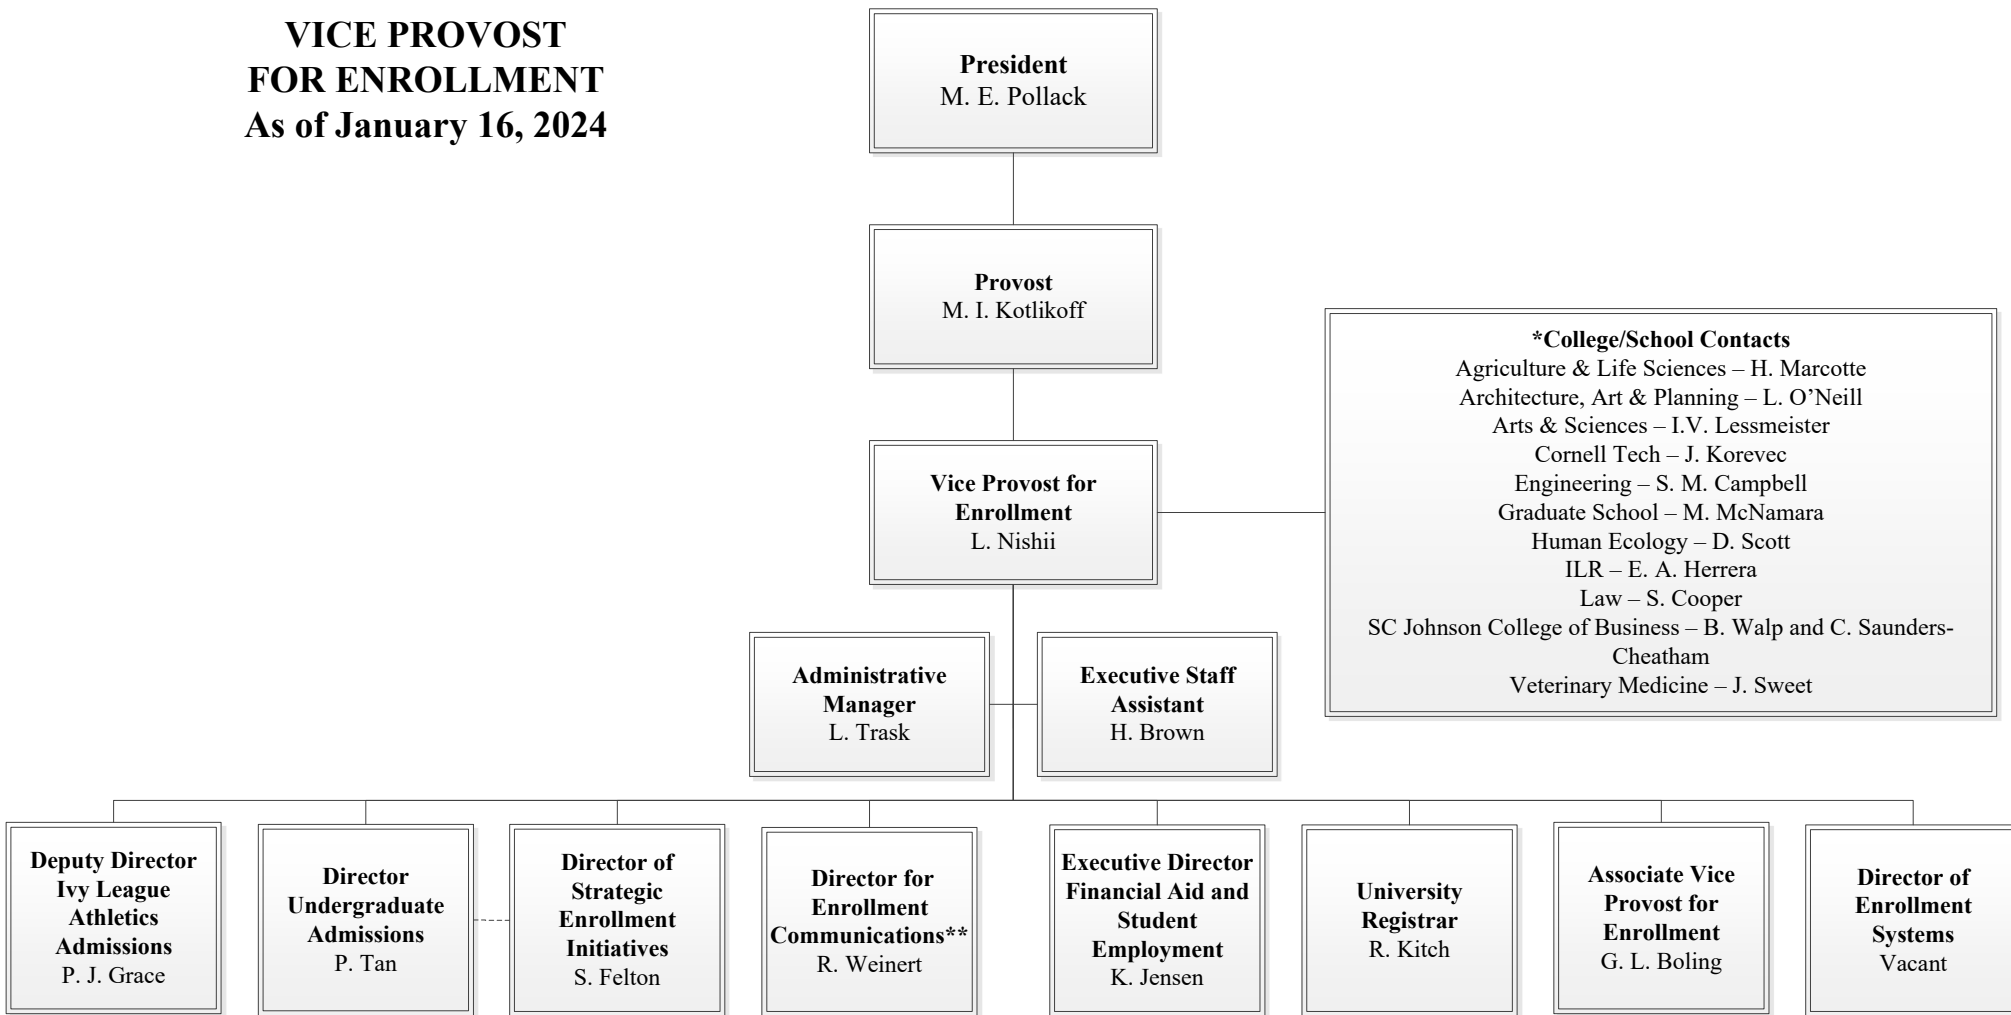 VICE PROVOST
FOR ENROLLMENT
As of January 16, 2024
President
M. E. Pollack
Provost
M. I. Kotlikoff
*College/School Contacts
Agriculture & Life Sciences – H. Marcotte
Architecture, Art & Planning – L. O’Neill
Arts & Sciences – I.V. Lessmeister
Cornell Tech – J. Korevec
Engineering – S. M. Campbell
Graduate School – M. McNamara
Human Ecology – D. Scott
ILR – E. A. Herrera
Law – S. Cooper
SC Johnson College of Business – B. Walp and C. Saunders-
Cheatham
Veterinary Medicine – J. Sweet
Vice Provost for
Enrollment
L. Nishii
Administrative
Manager
L. Trask
Executive Staff
Assistant
H. Brown
Deputy Director
Ivy League
Athletics
Admissions
P. J. Grace
Director
Undergraduate
Admissions
P. Tan
Director of
Strategic
Enrollment
Initiatives
S. Felton
Director for
Enrollment
Communications**
R. Weinert
Executive Director
Financial Aid and
Student
Employment
K. Jensen
University
Registrar
R. Kitch
Associate Vice
Provost for
Enrollment
G. L. Boling
Director of
Enrollment
Systems
Vacant